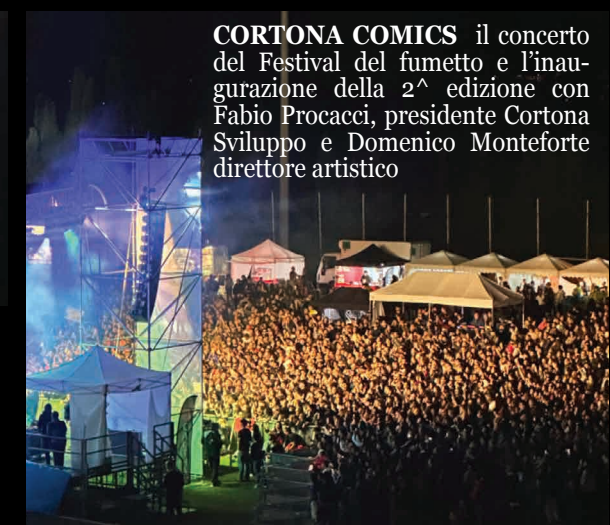 CORTONA COMICS il concerto
del Festival del fumetto e l'inau-
gurazione della 2^ edizione con
Fabio Procacci, presidente Cortona
Sviluppo e Domenico Monteforte
direttore artistico